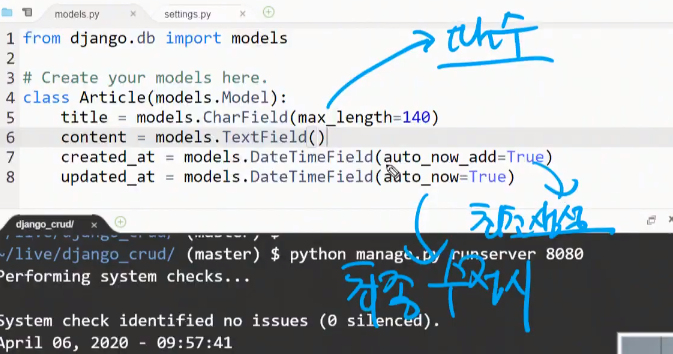 models.py × settings.py ×
1 from django.db import models
2
3 # Create your models here.
4 class Article(models.Model):
5 title = models.CharField(max_length=140)
6 content = models.TextField()
7 created_at = models.DateTimeField(auto_now_add=True)
8 updated_at = models.DateTimeField(auto_now=True)
필수
최초생성
최종 수정시
django_crud/ ×
~/live/django_crud/ (master) $
~/live/django_crud/ (master) $ python manage.py runserver 8080
Performing system checks...
System check identified no issues (0 silenced).
April 06, 2020 - 09:57:41